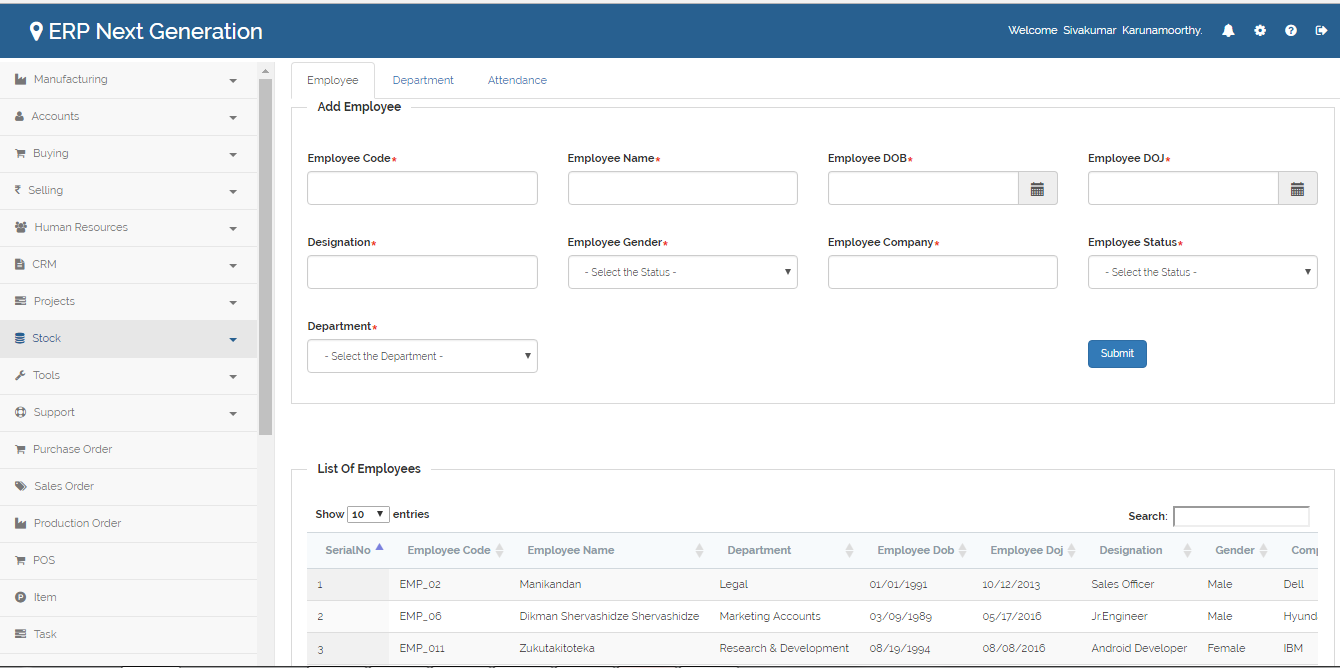 ERP Next Generation
Welcome Sivakumar Karunamoorthy.
Manufacturing
Accounts
Buying
Selling
Human Resources
CRM
Projects
Stock
Tools
Support
Purchase Order
Sales Order
Production Order
POS
Item
Task
Employee Department Attendance
Add Employee
Employee Code* Employee Name* Employee DOB* Employee DOJ*
Designation* Employee Gender* Employee Company* Employee Status*
- Select the Status - - Select the Status -
Department*
- Select the Department - Submit
List Of Employees
Show 10 entries Search:
SerialNo Employee Code Employee Name Department Employee Dob Employee Doj Designation Gender Comp
1 EMP_02 Manikandan Legal 01/01/1991 10/12/2013 Sales Officer Male Dell
2 EMP_06 Dikman Shervashidze Shervashidze Marketing Accounts 03/09/1989 05/17/2016 Jr.Engineer Male Hyund
3 EMP_011 Zukutakitoteka Research & Development 08/19/1994 08/08/2016 Android Developer Female IBM